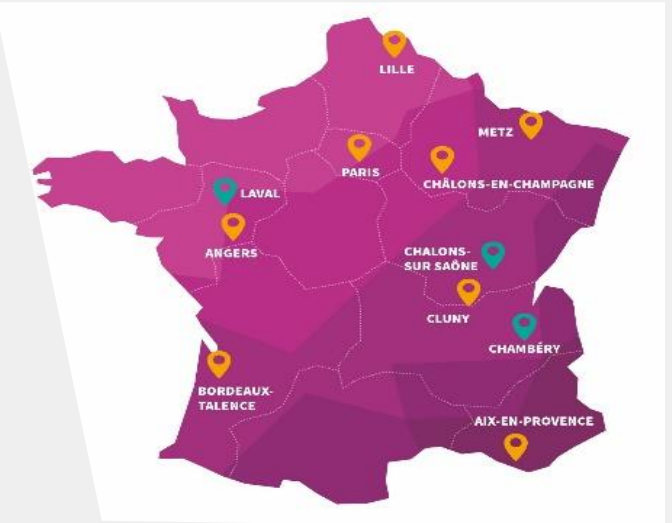 LILLE
METZ
PARIS
CHÂLONS-EN-CHAMPAGNE
LAVAL
ANGERS
CHALONS-
SUR SAÔNE
CLUNY
CHAMBÉRY
BORDEAUX-
TALENCE
AIX-EN-PROVENCE